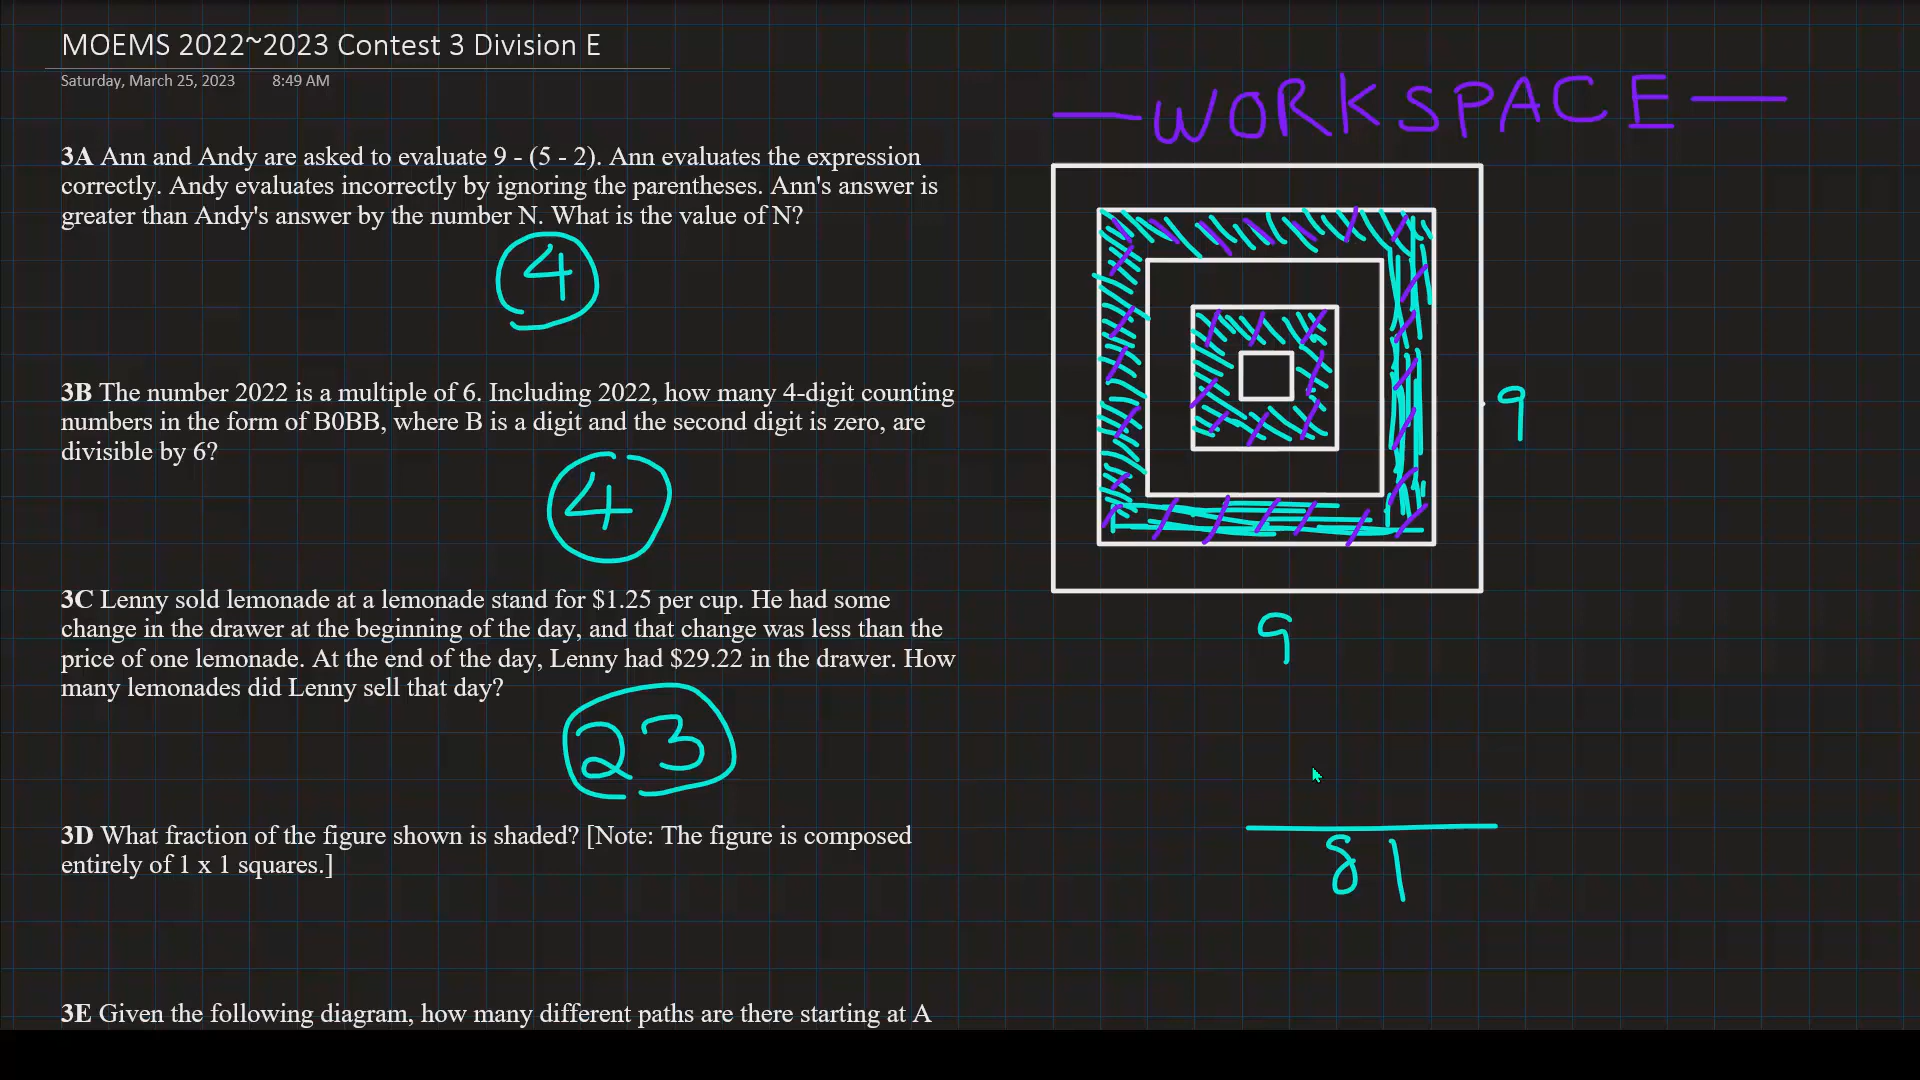 MOEMS 2022~2023 Contest 3 Division E
Saturday, March 25, 2023 8:49 AM
—WORKSPACE—
3A Ann and Andy are asked to evaluate 9 - (5 - 2). Ann evaluates the expression
correctly. Andy evaluates incorrectly by ignoring the parentheses. Ann's answer is
greater than Andy's answer by the number N. What is the value of N?
4
3B The number 2022 is a multiple of 6. Including 2022, how many 4-digit counting
numbers in the form of B0BB, where B is a digit and the second digit is zero, are
divisible by 6?
4
9
3C Lenny sold lemonade at a lemonade stand for $1.25 per cup. He had some
change in the drawer at the beginning of the day, and that change was less than the
price of one lemonade. At the end of the day, Lenny had $29.22 in the drawer. How
many lemonades did Lenny sell that day?
23
9
3D What fraction of the figure shown is shaded? [Note: The figure is composed
entirely of 1 x 1 squares.]
81
3E Given the following diagram, how many different paths are there starting at A